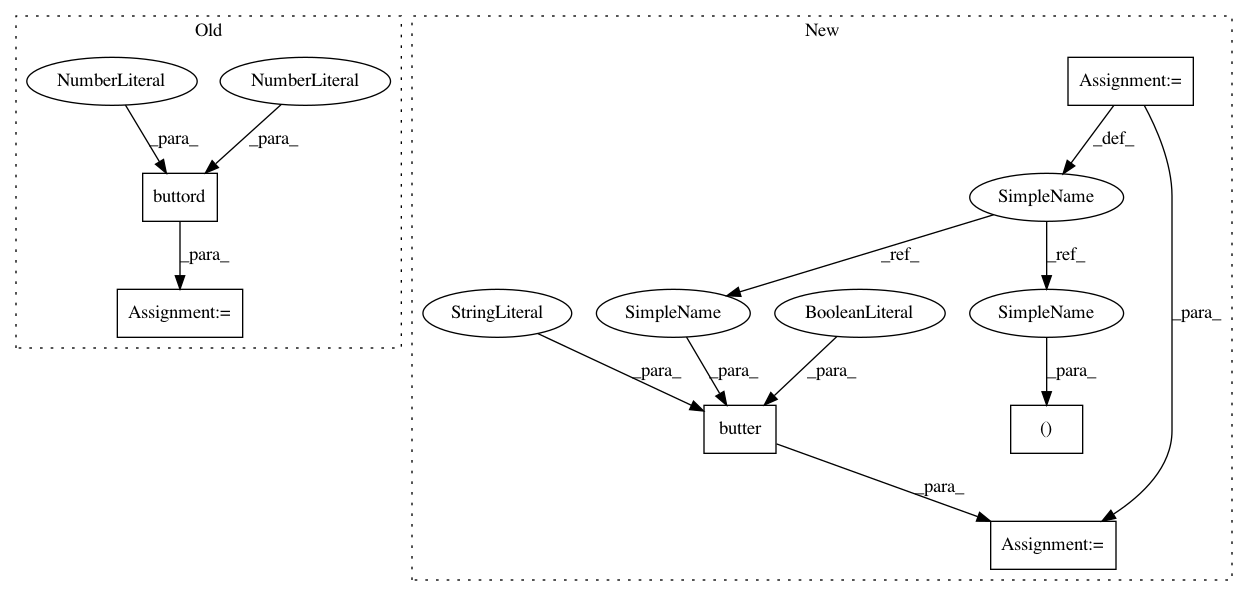 Old
New
NumberLiteral
NumberLiteral
Assignment:=
_para_
_para_
_def_
buttord
SimpleName
_para_
_ref_
_ref_
Assignment:=
StringLiteral
SimpleName
BooleanLiteral
SimpleName
_para_
_para_
_para_
_para_
_para_
butter
()
_para_
Assignment:=